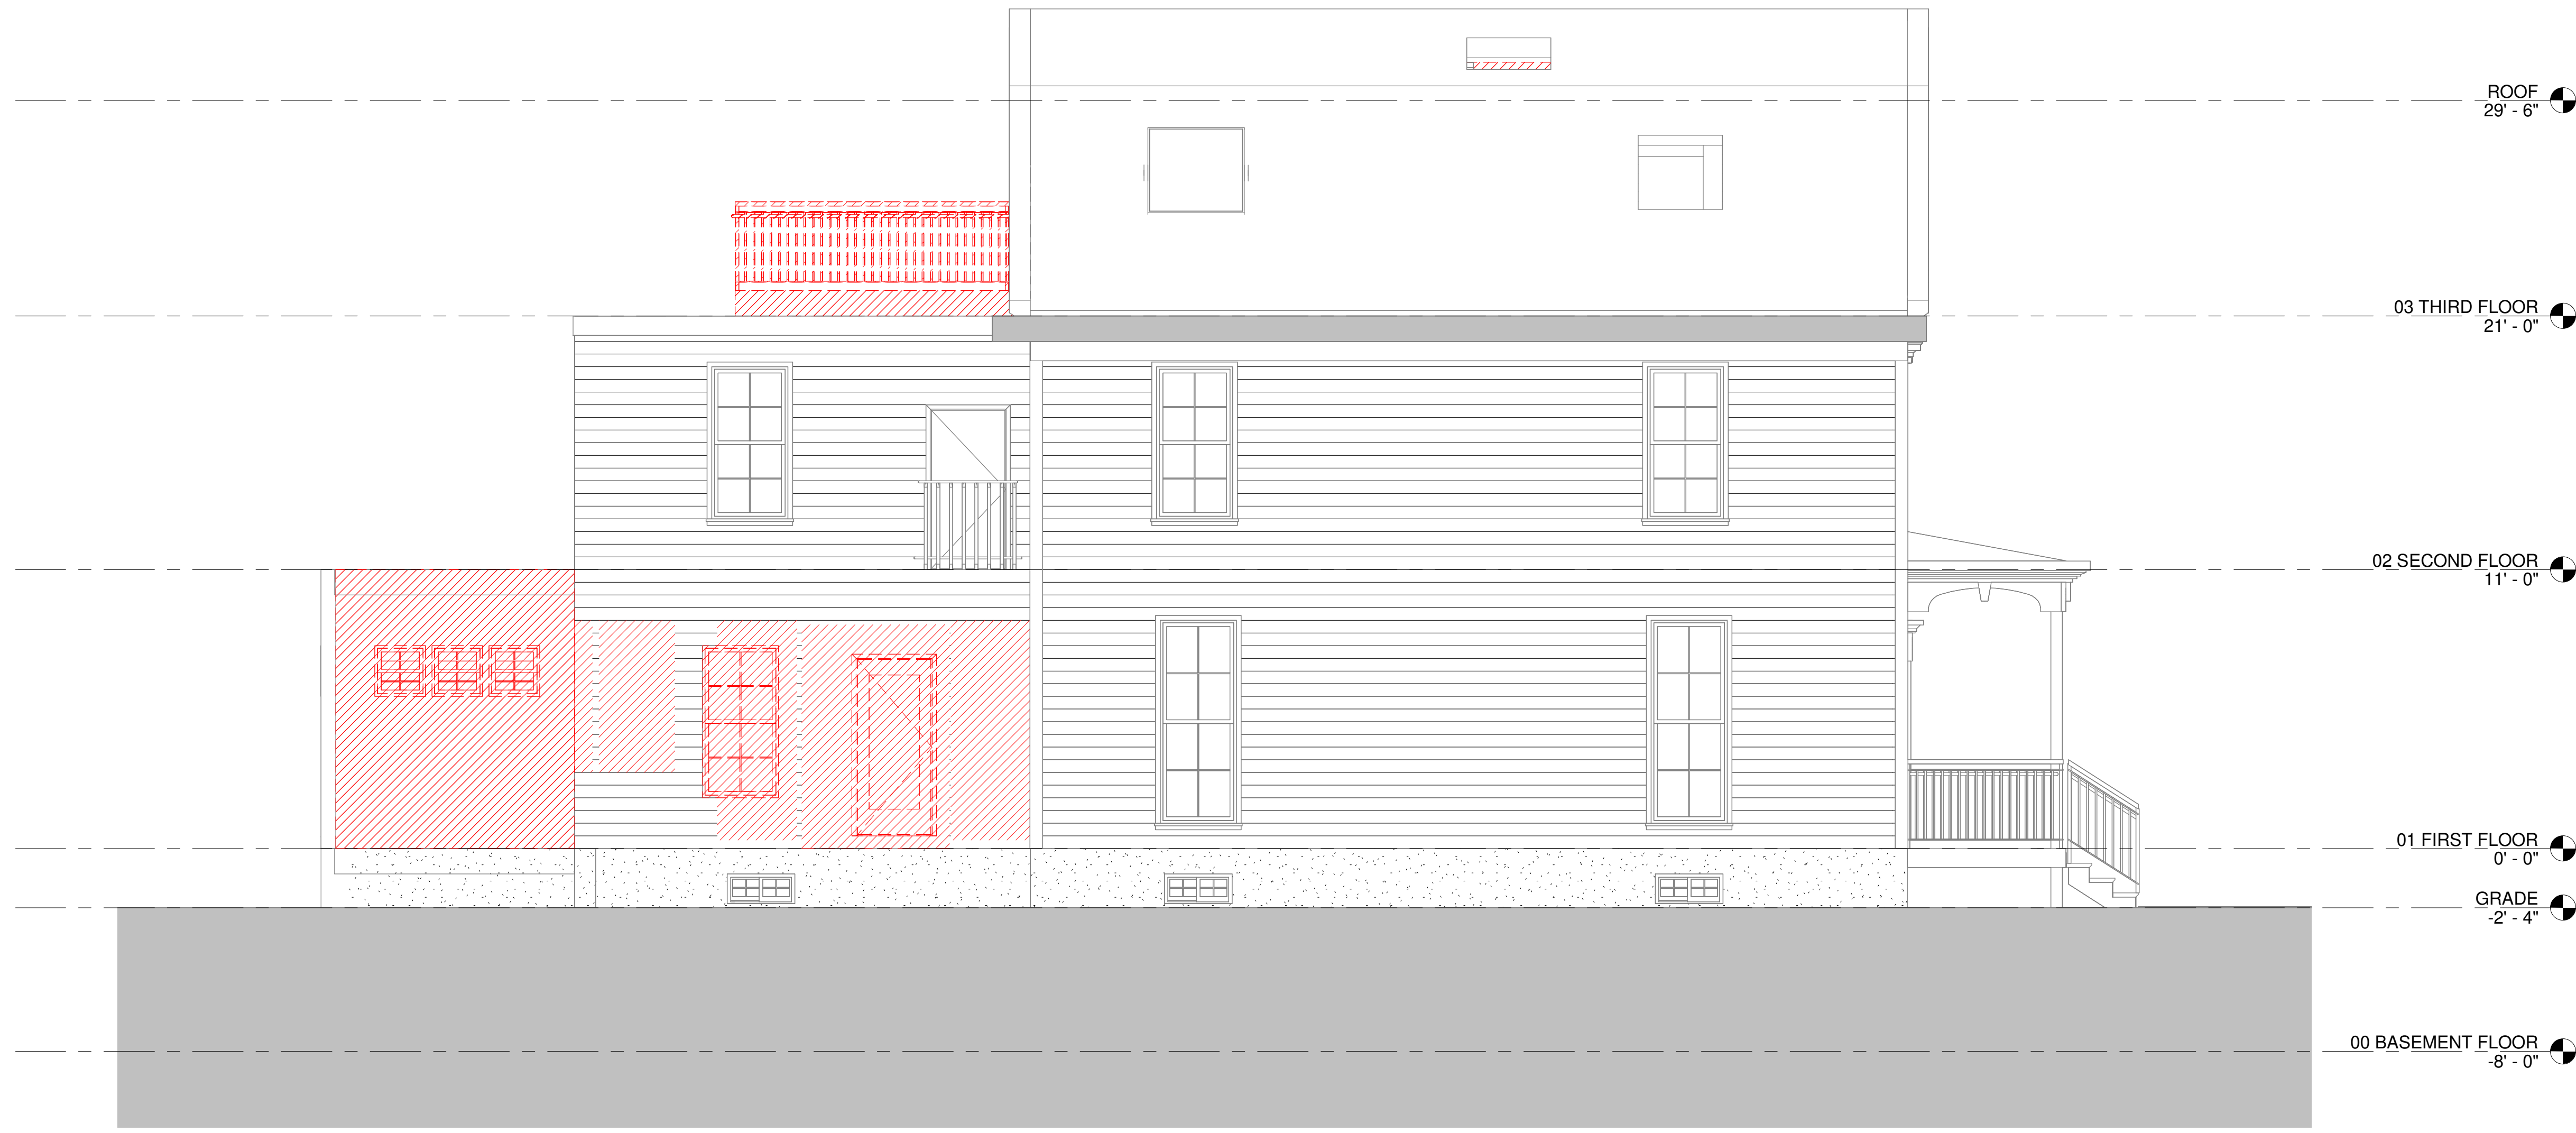 ROOF
29' - 6"
03 THIRD FLOOR
21' - 0"
02 SECOND FLOOR
11' - 0"
01 FIRST FLOOR
0' - 0"
GRADE
-2' - 4"
00 BASEMENT FLOOR
-8' - 0"